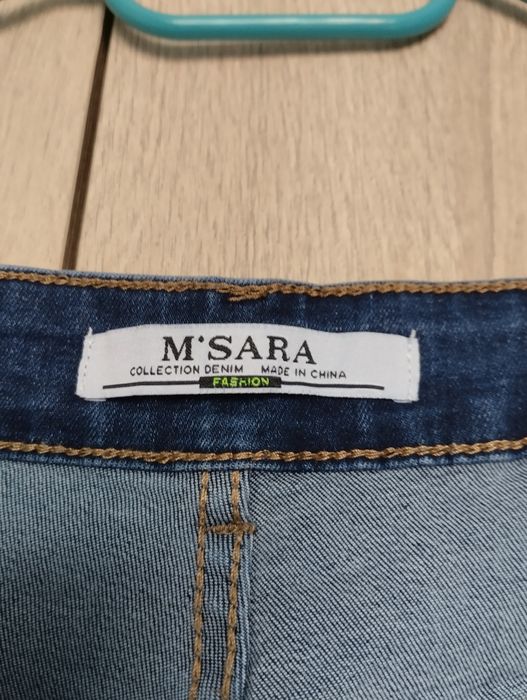 M'SARA
COLLECTION DENIM MADE IN CHINA
FASHION